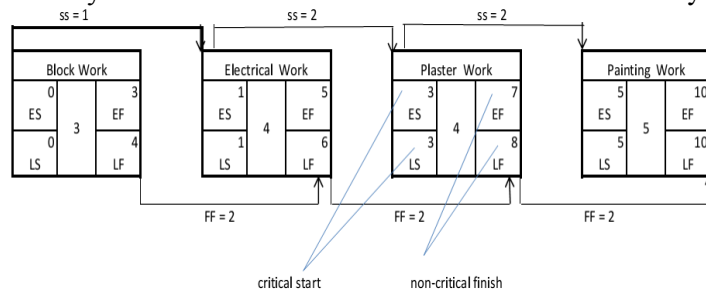 ss = 1
ss = 2
ss = 2
Block Work
Electrical Work
Plaster Work
Painting Work
0 3 1 5 3 7 5 10
ES EF ES EF ES EF ES EF
3 4 4 5
0 4 1 6 3 8 5 10
LS LF LS LF LS LF LS LF
FF = 2
FF = 2
FF = 2
critical start
non-critical finish